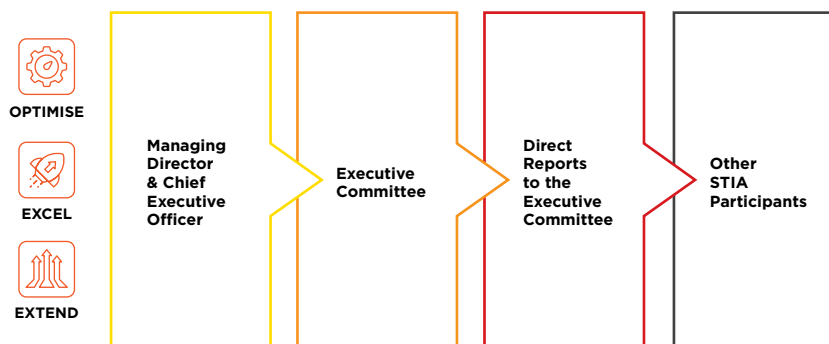 OPTIMISE
EXCEL
EXTEND
Managing
Director
& Chief
Executive
Officer
Executive
Committee
Direct
Reports
to the
Executive
Committee
Other
STIA
Participants